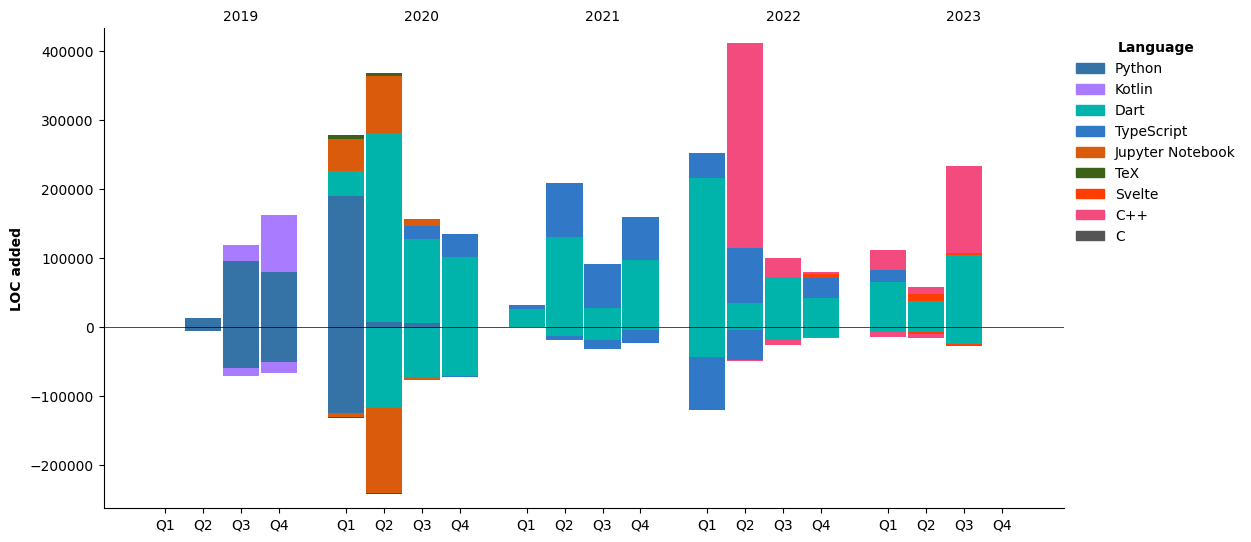 2019 2020 2021 2022 2023
LOC added
400000
300000
200000
100000
0
−100000
−200000
Q1 Q2 Q3 Q4 Q1 Q2 Q3 Q4 Q1 Q2 Q3 Q4 Q1 Q2 Q3 Q4 Q1 Q2 Q3 Q4
Language
Python
Kotlin
Dart
TypeScript
Jupyter Notebook
TeX
Svelte
C++
C